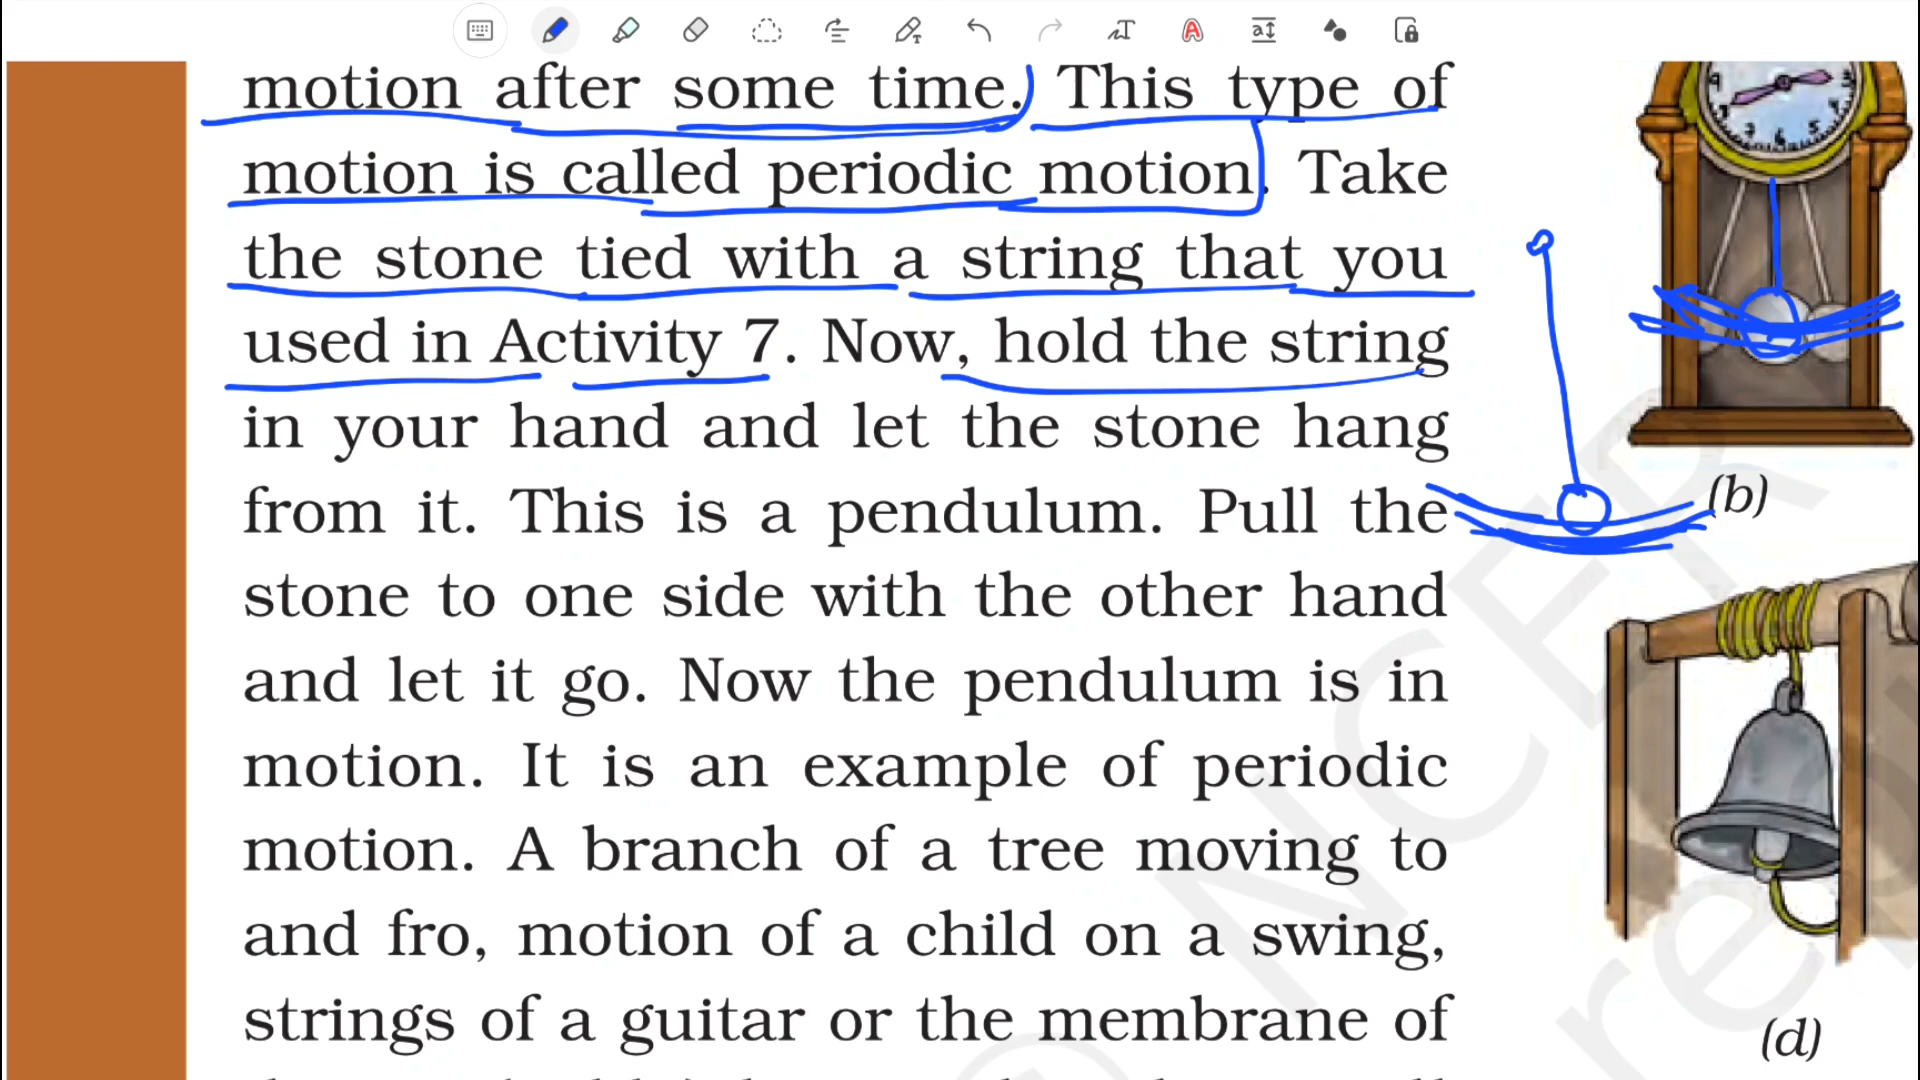 motion after some time. This type of
motion is called periodic motion. Take
the stone tied with a string that you
used in Activity 7. Now, hold the string
in your hand and let the stone hang
from it. This is a pendulum. Pull the
stone to one side with the other hand
and let it go. Now the pendulum is in
motion. It is an example of periodic
motion. A branch of a tree moving to
and fro, motion of a child on a swing,
strings of a guitar or the membrane of
(b)
(d)
© NCER